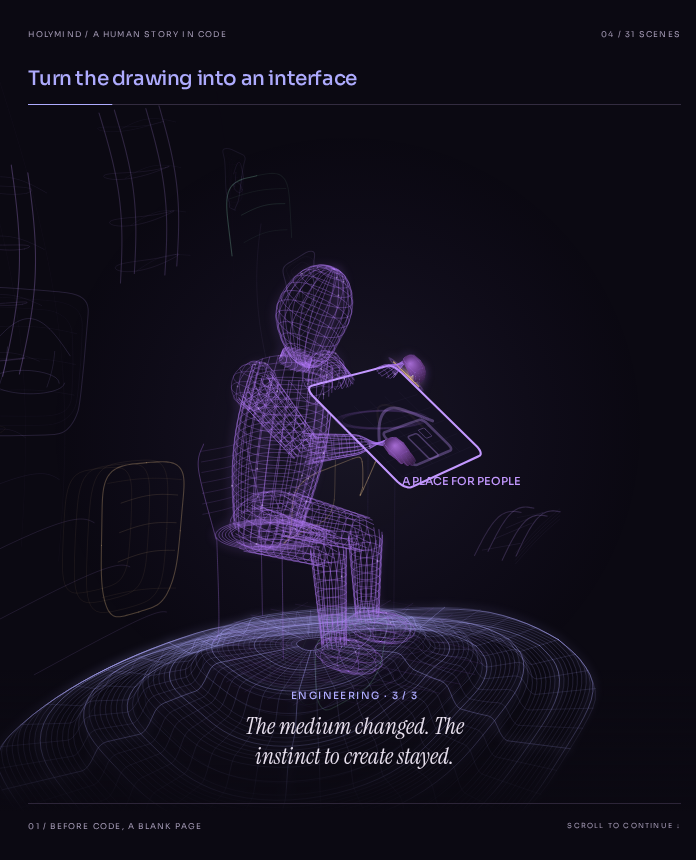 HOLYMIND / A HUMAN STORY IN CODE
04 / 31 SCENES
Turn the drawing into an interface
A PLACE FOR PEOPLE
ENGINEERING · 3 / 3
The medium changed. The
instinct to create stayed.
01 / BEFORE CODE, A BLANK PAGE
SCROLL TO CONTINUE ↓